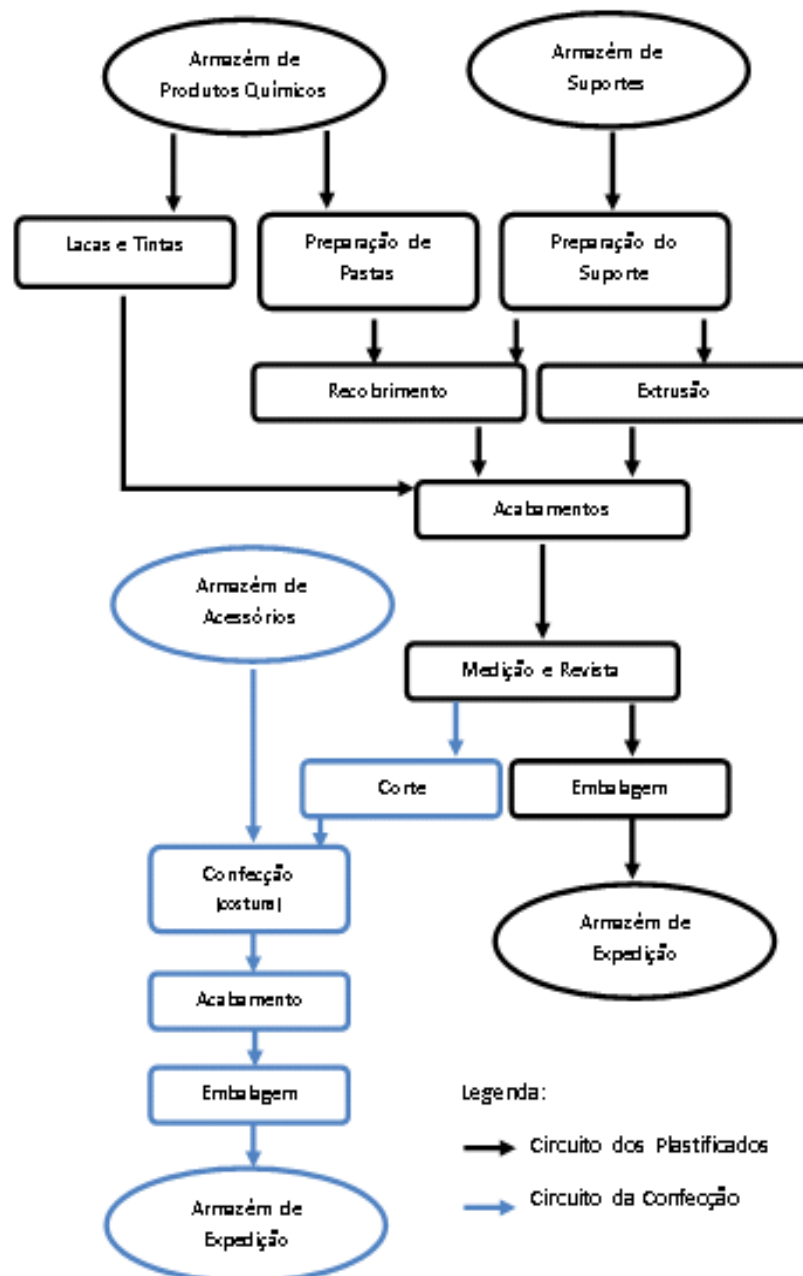 Armazém de
Produtos Químicos
Armazém de
Suportes
Lacas e Tintas
Preparação de
Pastas
Preparação do
Suporte
Recobrimento
Extrusão
Acabamentos
Armazém de
Acessórios
Medição e Revista
Corte
Embalagem
Confecção
(costura)
Armazém de
Expedição
Acabamento
Embalagem
Legenda:
Circuito dos Plastificados
Circuito da Confecção
Armazém de
Expedição